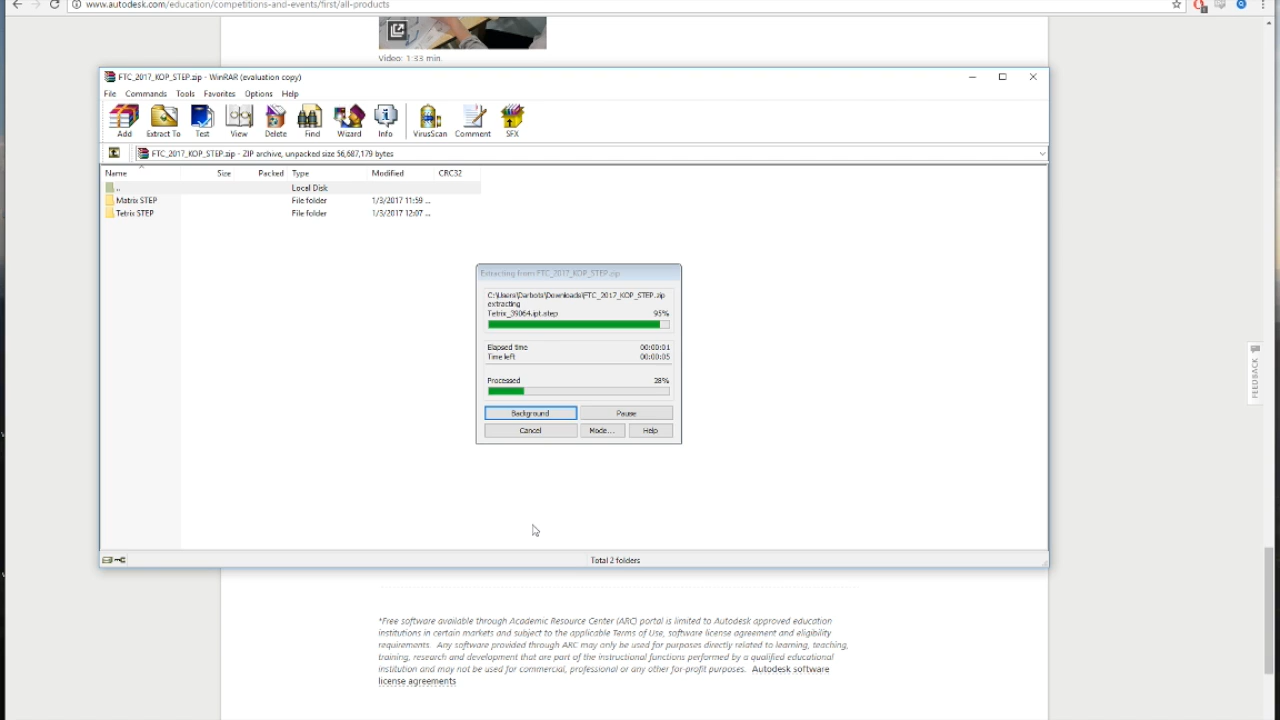 www.autodesk.com/education/competitions-and-events/first/all-products
Video: 1:33 min.
FTC_2017_KOP_STEP.zip - WinRAR (evaluation copy)
File Commands Tools Favorites Options Help
Add Extract To Test View Delete Find Wizard Info VirusScan Comment SFX
FTC_2017_KOP_STEP.zip - ZIP archive, unpacked size 56,687,179 bytes
Name Size Packed Type Modified CRC32
.. Local Disk
Matrix STEP File folder 1/3/2017 11:59 ...
Tetrix STEP File folder 1/3/2017 12:07 ...
Extracting from FTC_2017_KOP_STEP.zip
C:\Users\Darbots\Downloads\FTC_2017_KOP_STEP.zip
extracting
Tetrix_39064.ipt.step 95%
Elapsed time 00:00:01
Time left 00:00:05
Processed 28%
Background Pause
Cancel Mode... Help
FEEDBACK
Total 2 folders
*Free software available through Academic Resource Center (ARC) portal is limited to Autodesk approved education
institutions in certain markets and subject to the applicable Terms of Use, software license agreement and eligibility
requirements. Any software provided through ARC may only be used for purposes directly related to learning, teaching,
training, research and development that are part of the instructional functions performed by a qualified educational
institution and may not be used for commercial, professional or any other for-profit purposes. Autodesk software
license agreements